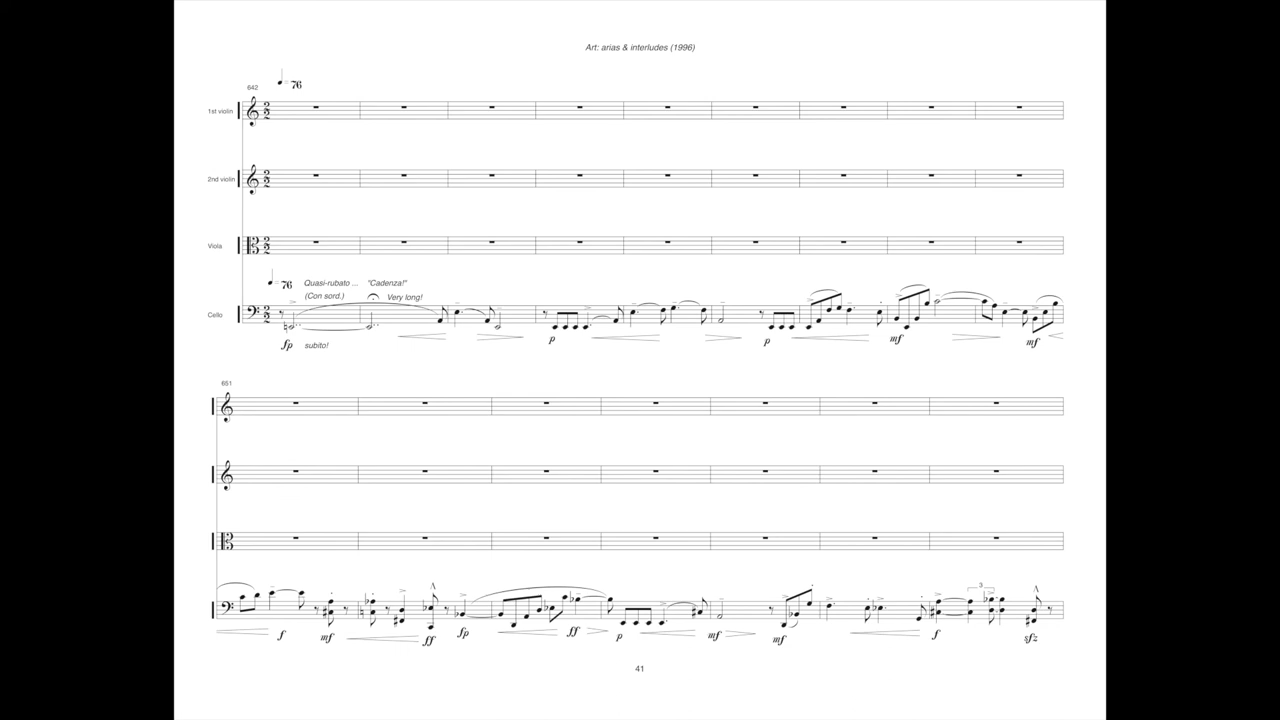 Art: arias & interludes (1996)
642
= 76
1st violin
2nd violin
Viola
= 76 Quasi-rubato ... "Cadenza!"
(Con sord.) Very long!
Cello
fp subito! p p mf mf
651
3
f mf ff fp ff p mf mf f sfz
41